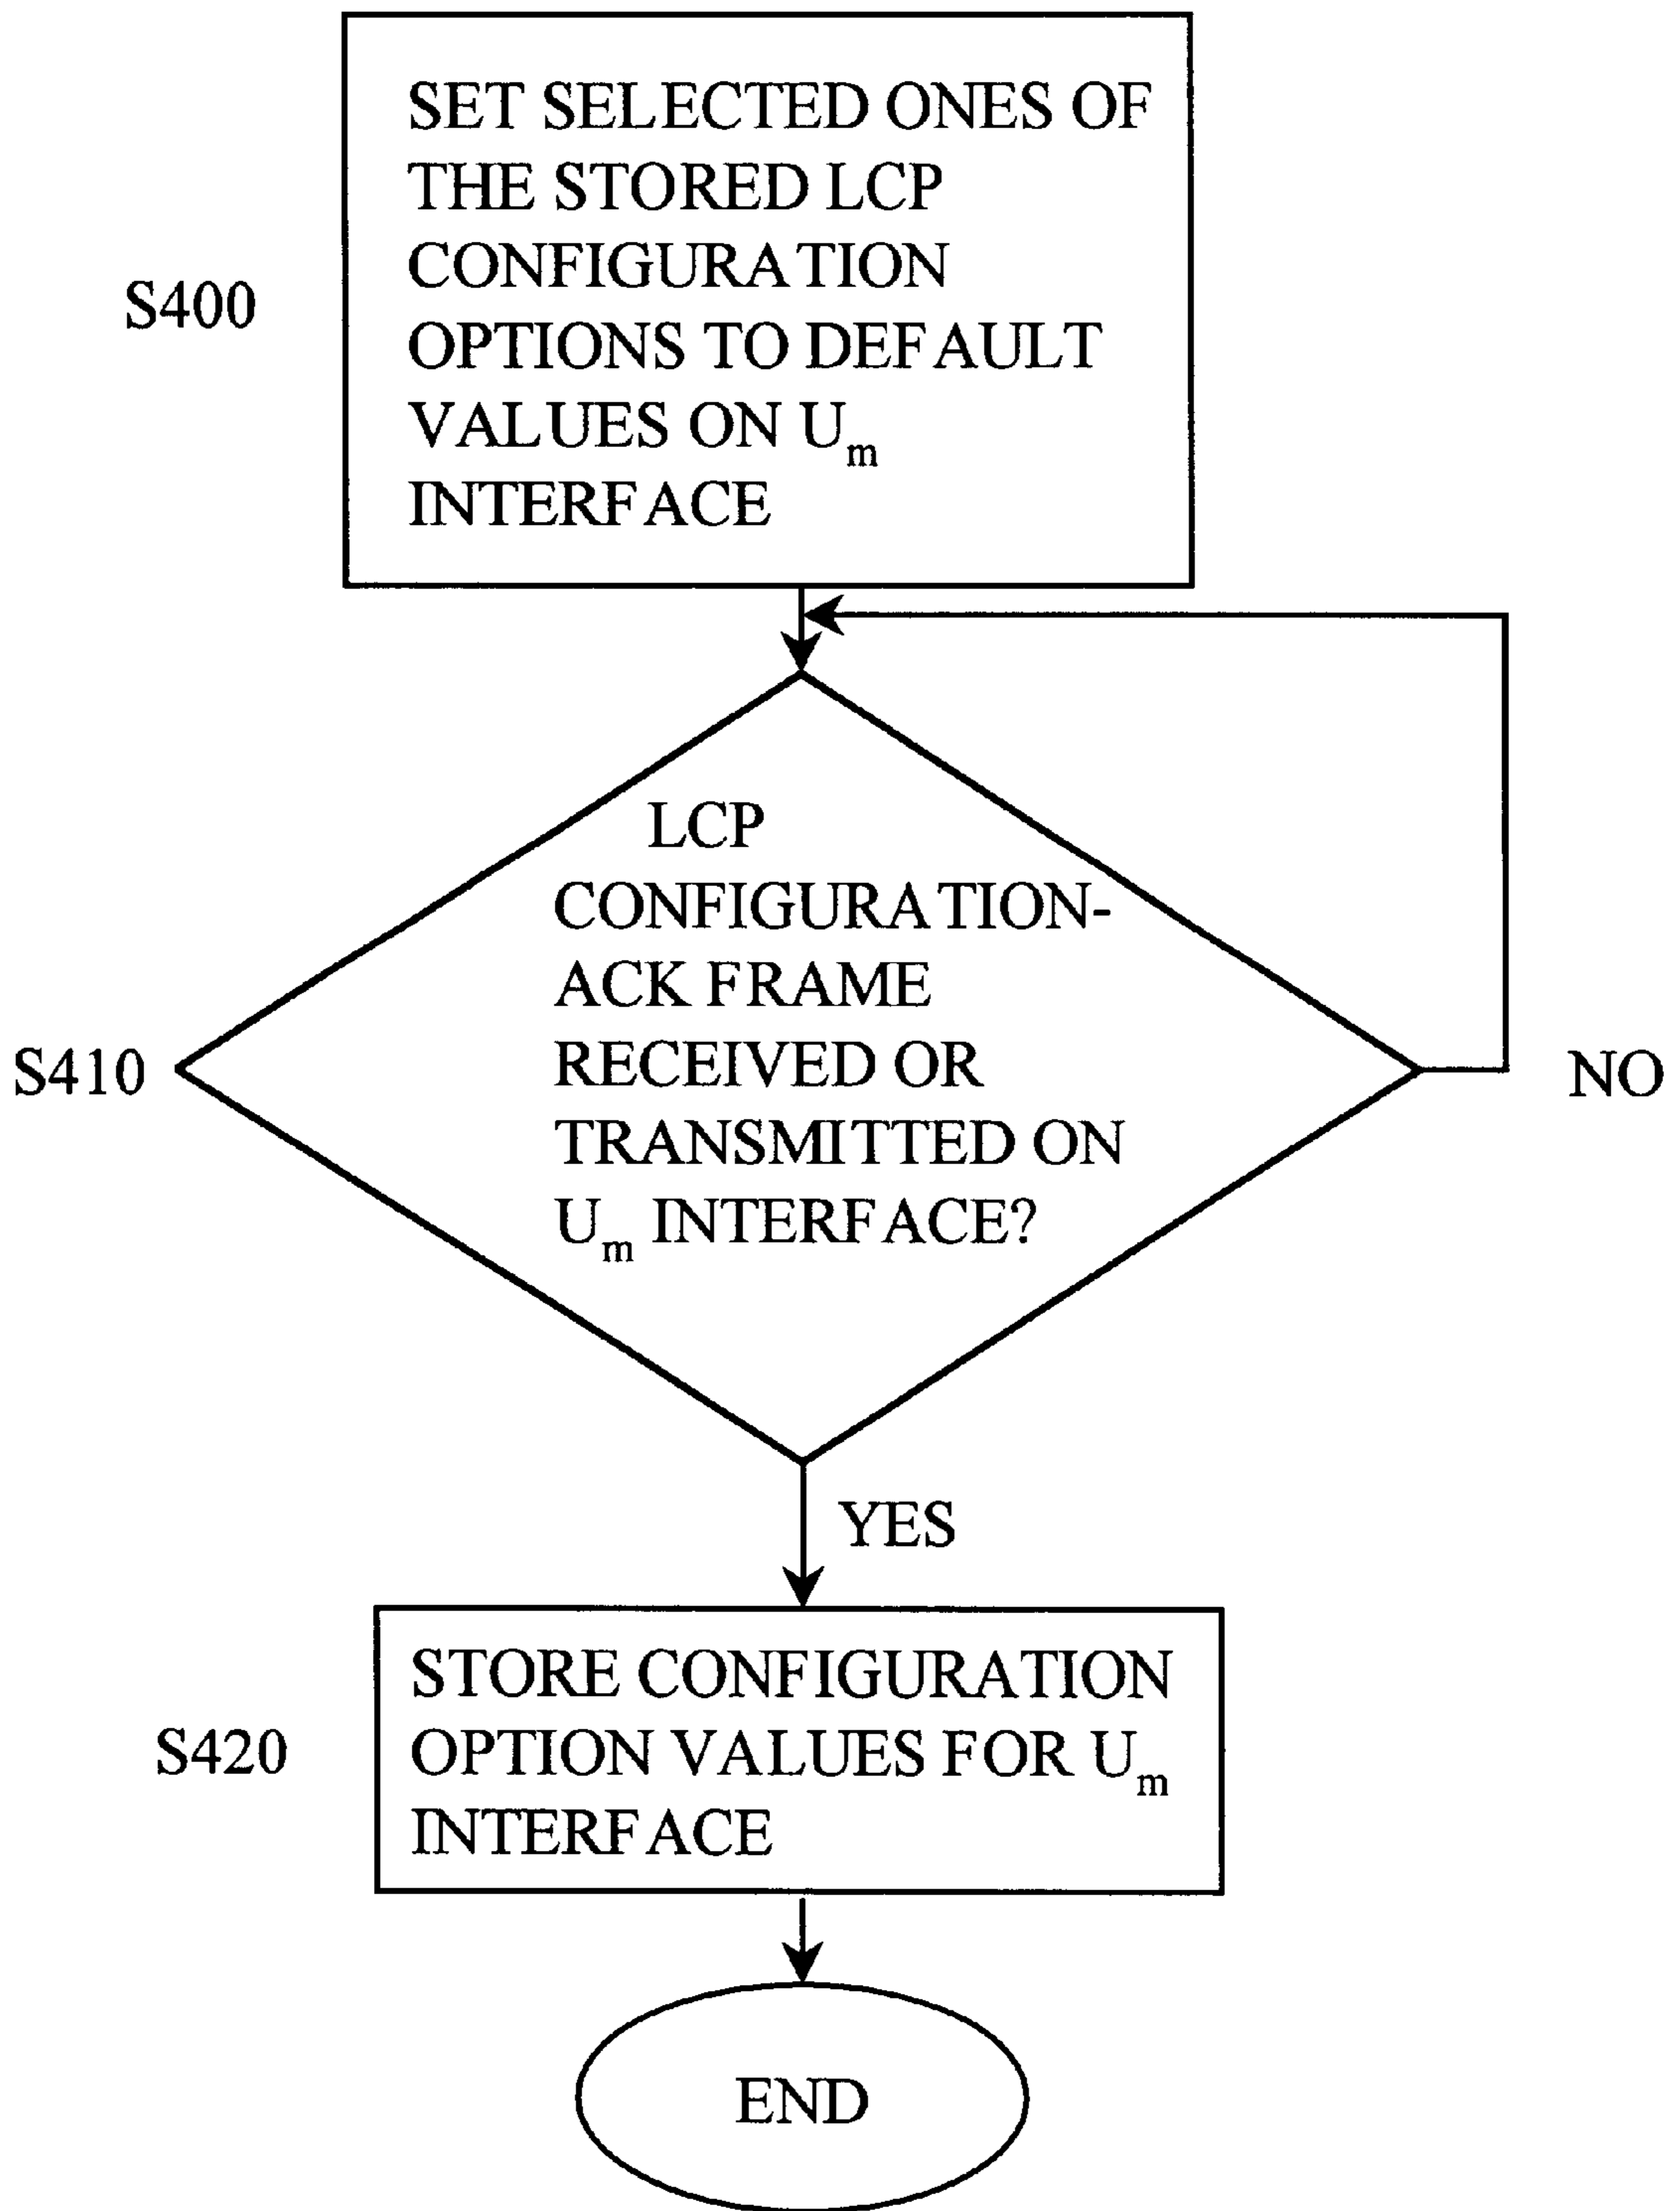 SET SELECTED ONES OF
THE STORED LCP
CONFIGURATION
OPTIONS TO DEFAULT
VALUES ON Um
INTERFACE
S400
LCP
CONFIGURATION-
ACK FRAME
RECEIVED OR
TRANSMITTED ON
Um INTERFACE?
S410
NO
YES
STORE CONFIGURATION
OPTION VALUES FOR Um
INTERFACE
S420
END